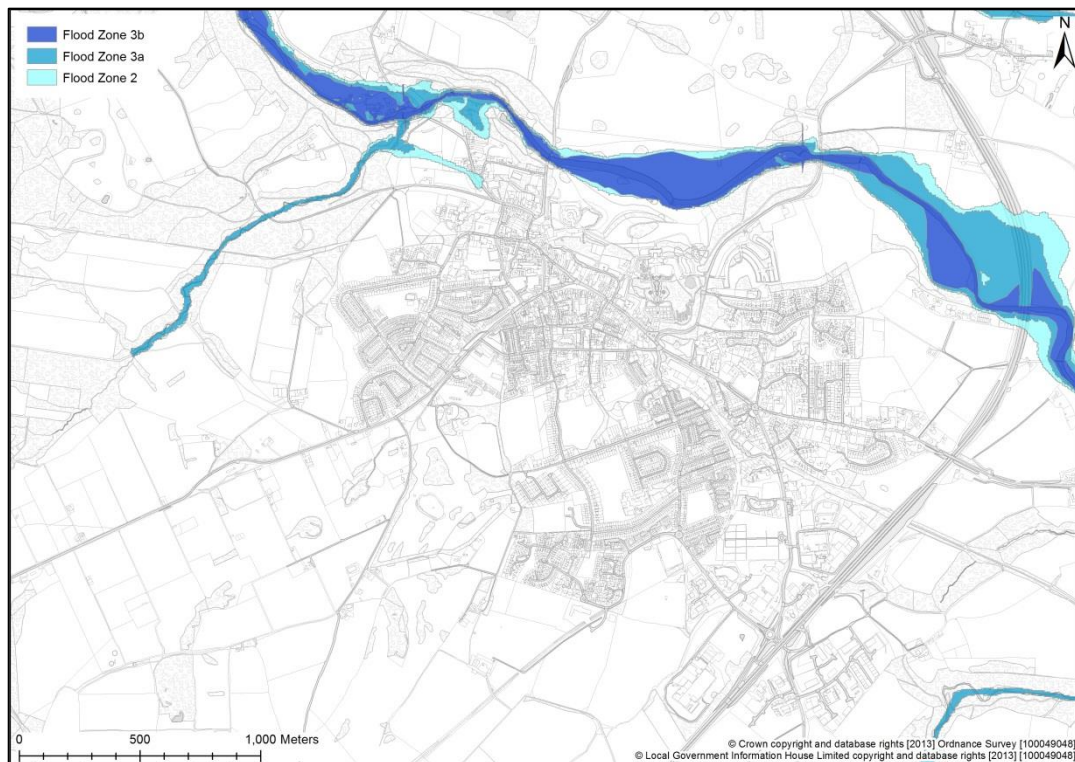 Flood Zone 3b
Flood Zone 3a
Flood Zone 2
N
0 500 1,000 Meters
© Crown copyright and database rights [2013] Ordnance Survey [100049048]
© Local Government Information House Limited copyright and database rights [2013] [100049048]